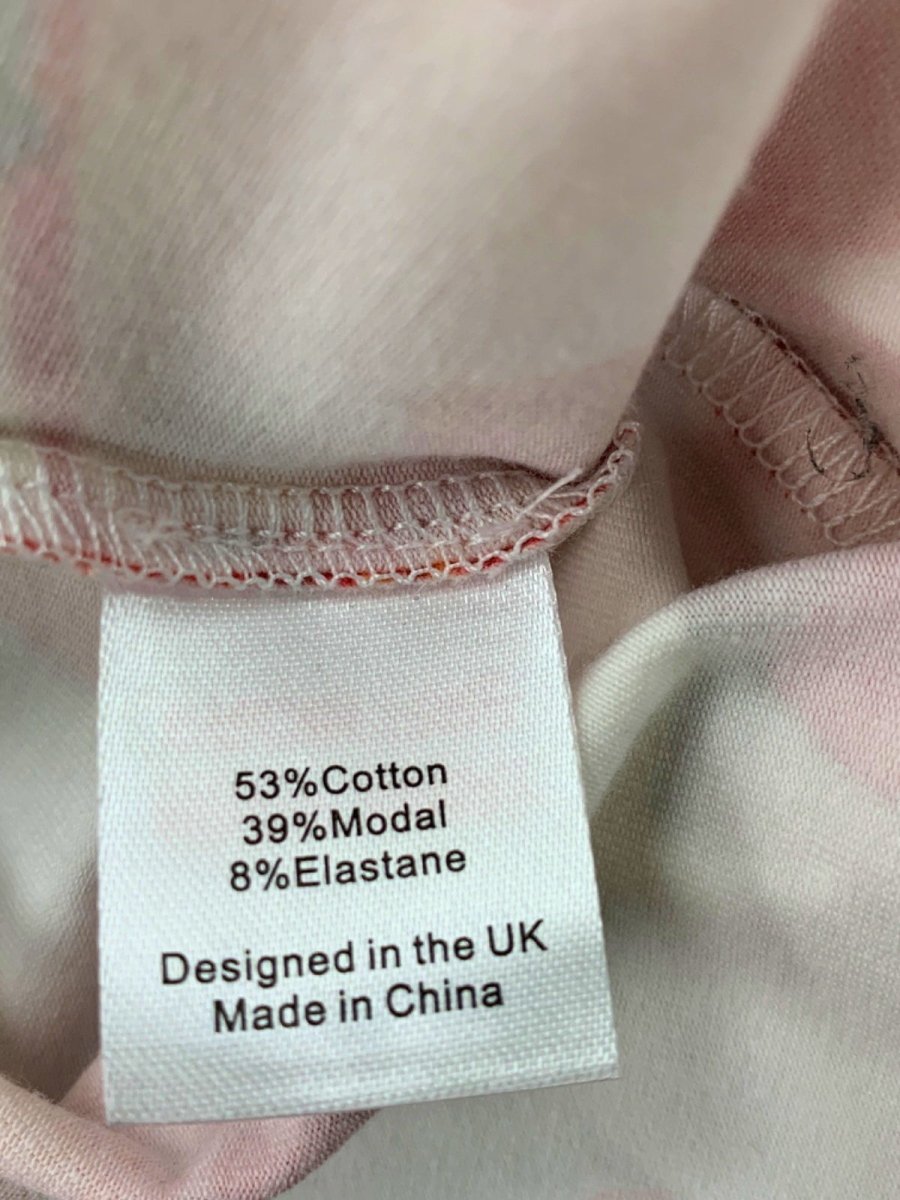 53%Cotton
39%Modal
8%Elastane
Designed in the UK
Made in China